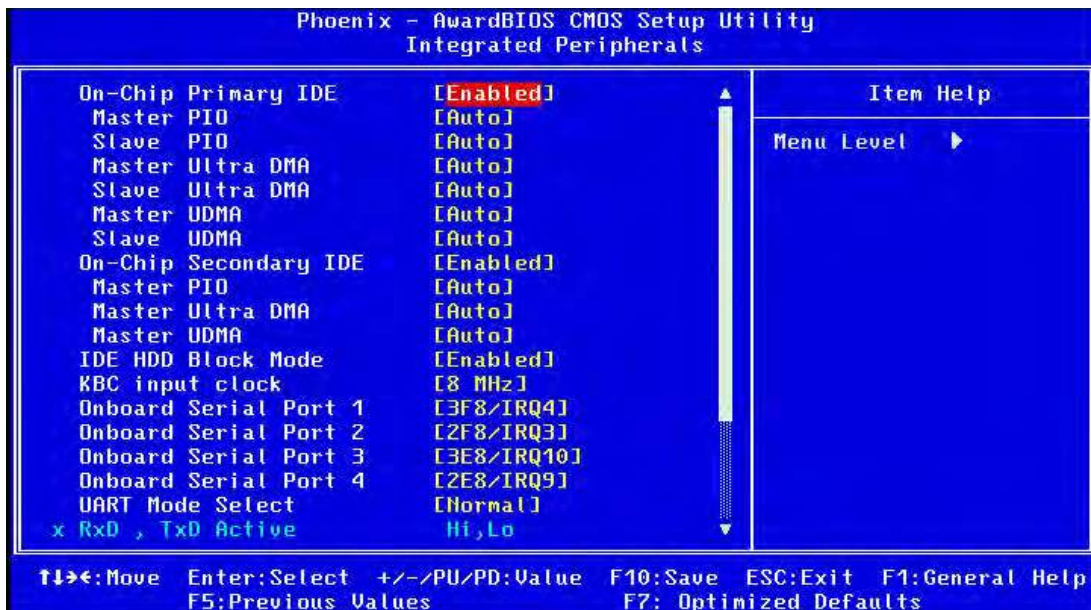 Phoenix - AwardBIOS CMOS Setup Utility
Integrated Peripherals
On-Chip Primary IDE [Enabled]
Master PIO [Auto]
Slave PIO [Auto]
Master Ultra DMA [Auto]
Slave Ultra DMA [Auto]
Master UDMA [Auto]
Slave UDMA [Auto]
On-Chip Secondary IDE [Enabled]
Master PIO [Auto]
Master Ultra DMA [Auto]
Master UDMA [Auto]
IDE HDD Block Mode [Enabled]
KBC input clock [8 MHz]
Onboard Serial Port 1 [3F8/IRQ4]
Onboard Serial Port 2 [2F8/IRQ3]
Onboard Serial Port 3 [3E8/IRQ10]
Onboard Serial Port 4 [2E8/IRQ9]
UART Mode Select [Normal]
x RxD , TxD Active Hi,Lo
Item Help
Menu Level ▶
↑↓→←:Move Enter:Select +/-/PU/PD:Value F10:Save ESC:Exit F1:General Help
F5:Previous Values F7: Optimized Defaults